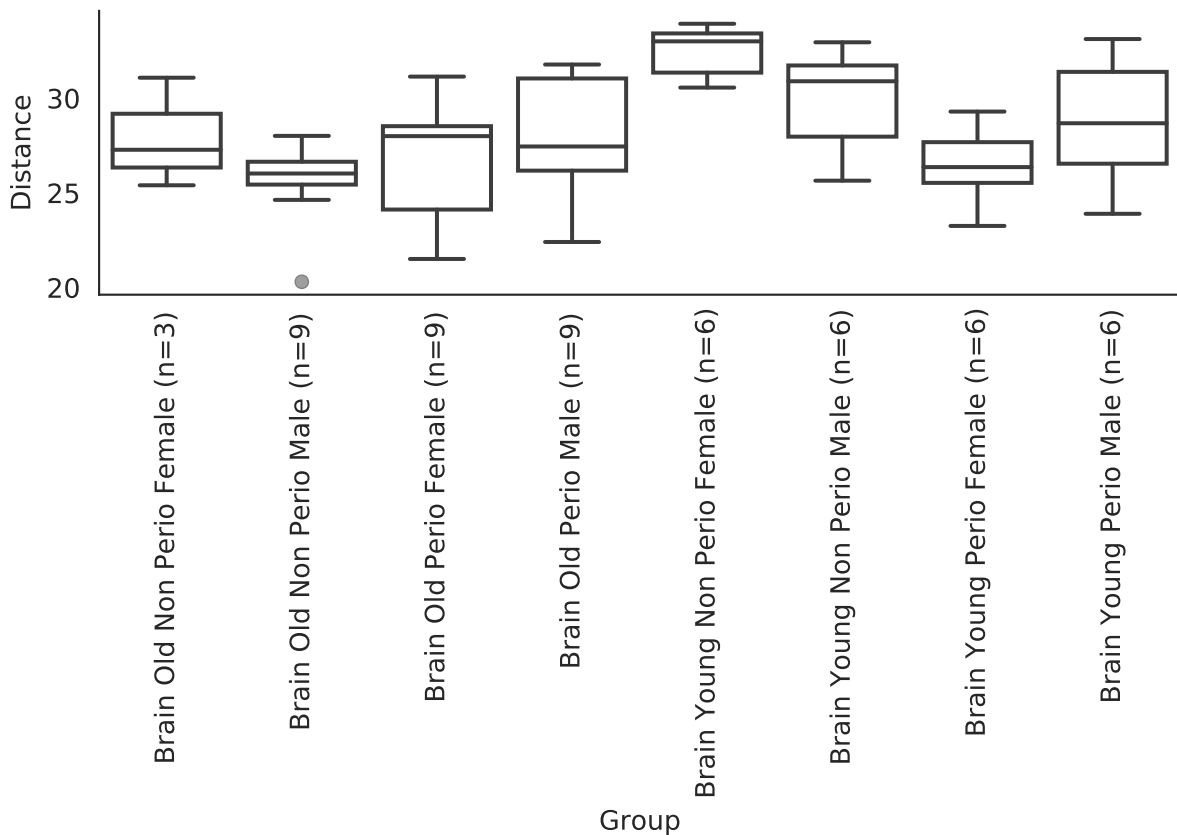 Distance
30
25
20
Brain Old Non Perio Female (n=3)
Brain Old Non Perio Male (n=9)
Brain Old Perio Female (n=9)
Brain Old Perio Male (n=9)
Brain Young Non Perio Female (n=6)
Brain Young Non Perio Male (n=6)
Brain Young Perio Female (n=6)
Brain Young Perio Male (n=6)
Group